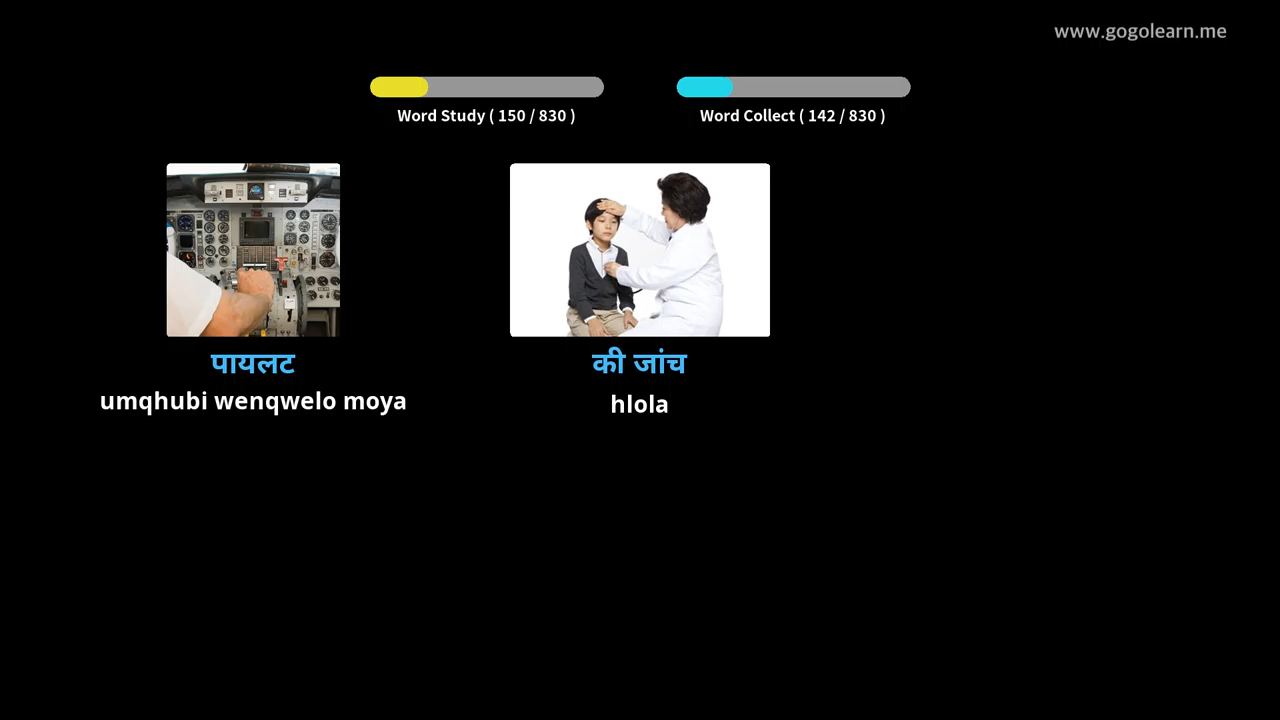 www.gogolearn.me
Word Study ( 150 / 830 )
Word Collect ( 142 / 830 )
पायलट
umqhubi wenqwelo moya
की जांच
hlola